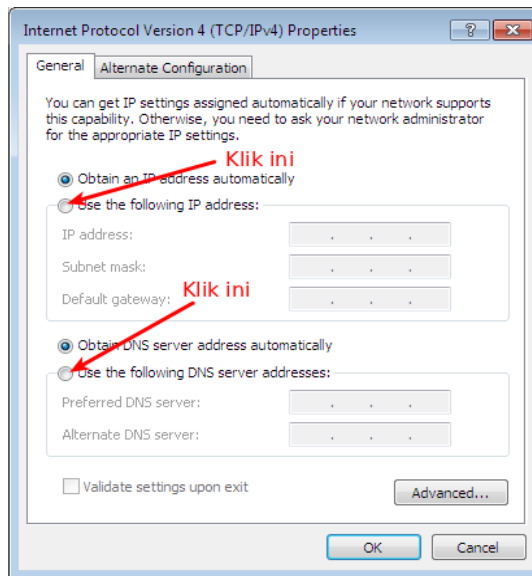 Internet Protocol Version 4 (TCP/IPv4) Properties
General
Alternate Configuration
You can get IP settings assigned automatically if your network supports
this capability. Otherwise, you need to ask your network administrator
for the appropriate IP settings.
Klik ini
Obtain an IP address automatically
Use the following IP address:
IP address:
Subnet mask:
Klik ini
Default gateway:
Obtain DNS server address automatically
Use the following DNS server addresses:
Preferred DNS server:
Alternate DNS server:
Validate settings upon exit
Advanced...
OK
Cancel